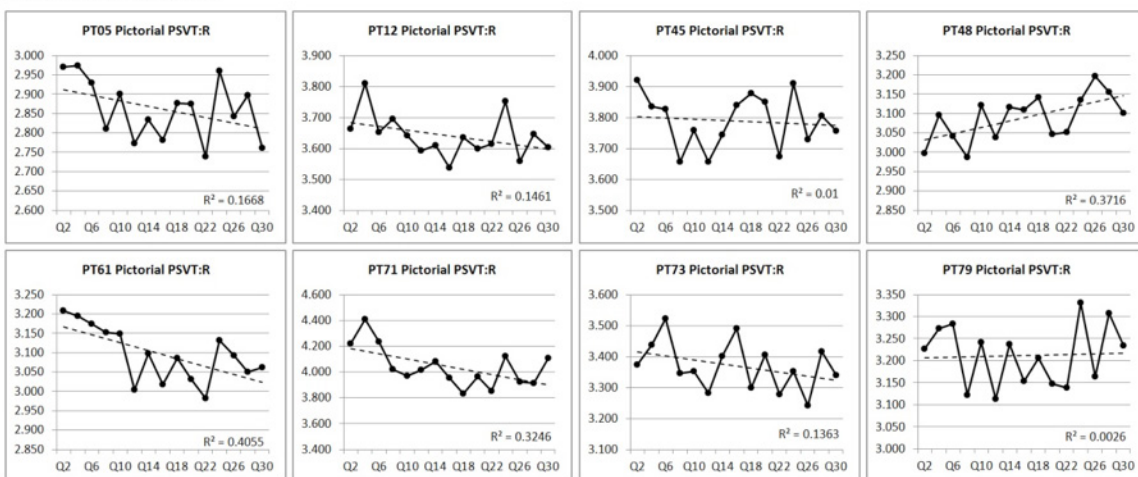 PT05 Pictorial PSVT:R
3.000
2.950
2.900
2.850
2.800
2.750
2.700
2.650
2.600
R² = 0.1668
Q2 Q6 Q10 Q14 Q18 Q22 Q26 Q30
PT12 Pictorial PSVT:R
3.900
3.800
3.700
3.600
3.500
3.400
R² = 0.1461
Q2 Q6 Q10 Q14 Q18 Q22 Q26 Q30
PT45 Pictorial PSVT:R
4.000
3.900
3.800
3.700
3.600
3.500
R² = 0.01
Q2 Q6 Q10 Q14 Q18 Q22 Q26 Q30
PT48 Pictorial PSVT:R
3.250
3.200
3.150
3.100
3.050
3.000
2.950
2.900
2.850
R² = 0.3716
Q2 Q6 Q10 Q14 Q18 Q22 Q26 Q30
PT61 Pictorial PSVT:R
3.250
3.200
3.150
3.100
3.050
3.000
2.950
2.900
2.850
R² = 0.4055
Q2 Q6 Q10 Q14 Q18 Q22 Q26 Q30
PT71 Pictorial PSVT:R
4.600
4.400
4.200
4.000
3.800
3.600
3.400
R² = 0.3246
Q2 Q6 Q10 Q14 Q18 Q22 Q26 Q30
PT73 Pictorial PSVT:R
3.600
3.500
3.400
3.300
3.200
3.100
R² = 0.1363
Q2 Q6 Q10 Q14 Q18 Q22 Q26 Q30
PT79 Pictorial PSVT:R
3.350
3.300
3.250
3.200
3.150
3.100
3.050
3.000
R² = 0.0026
Q2 Q6 Q10 Q14 Q18 Q22 Q26 Q30